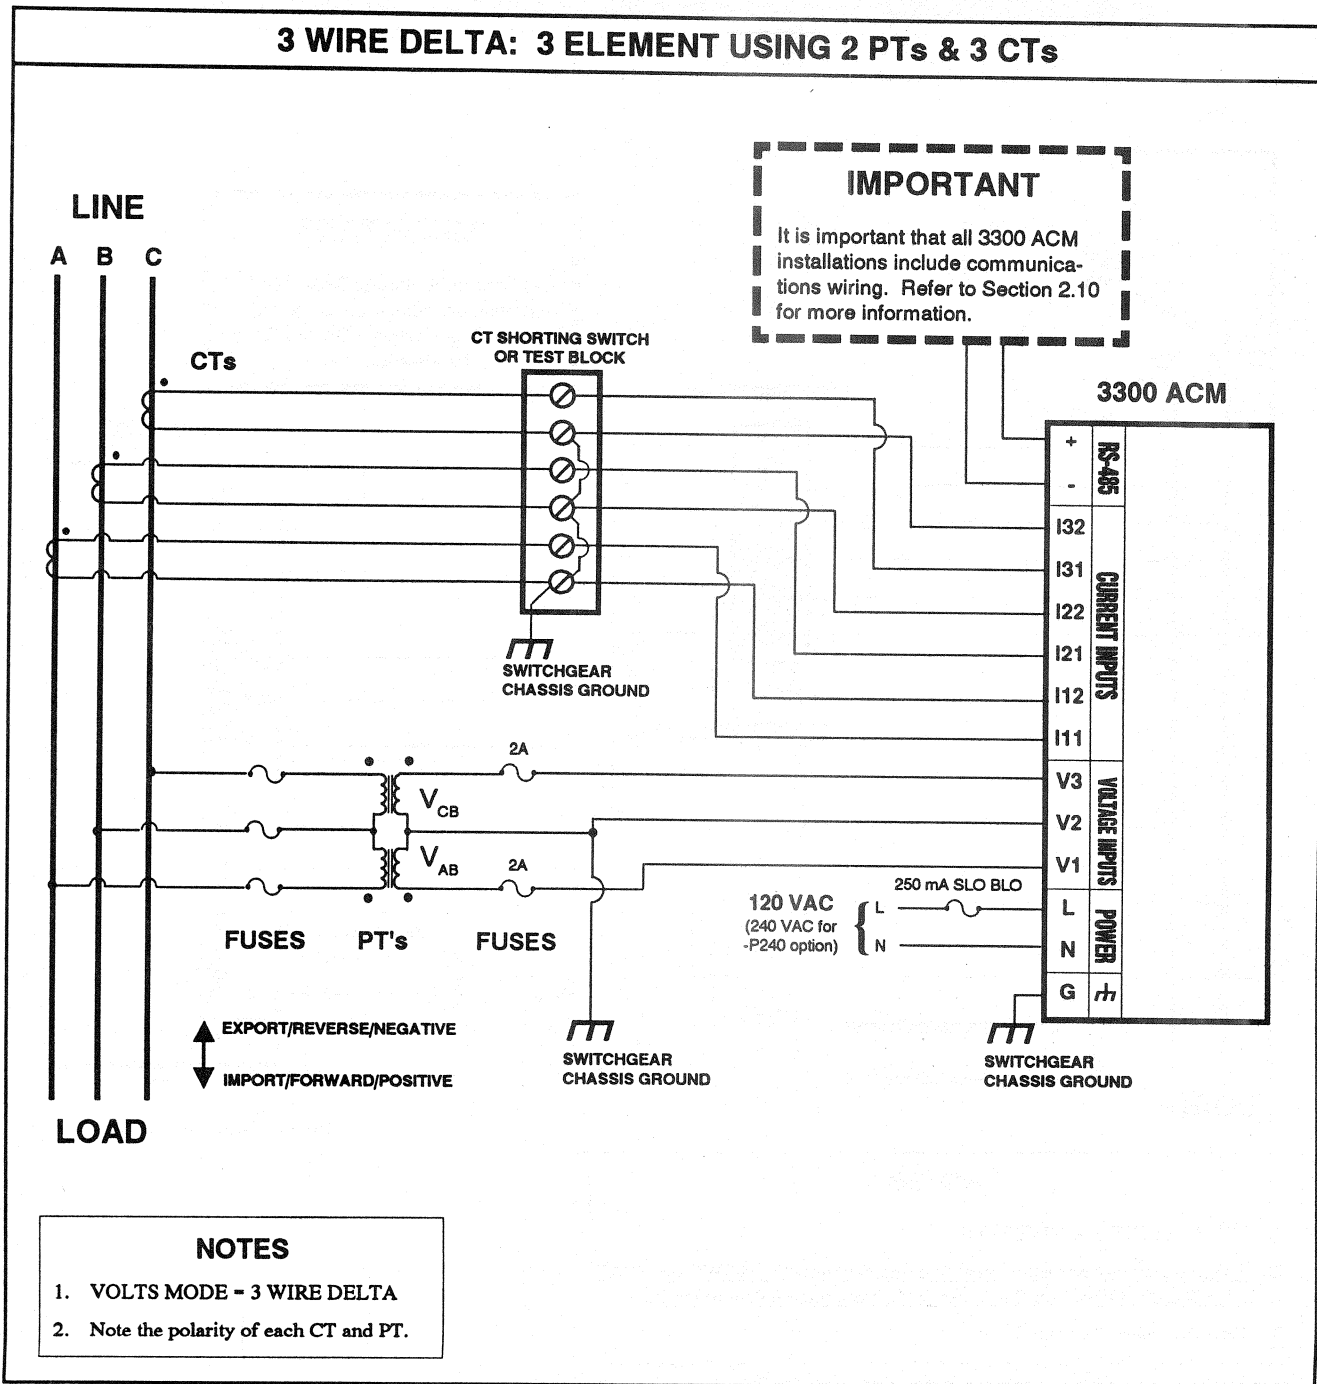 3 WIRE DELTA: 3 ELEMENT USING 2 PTs & 3 CTs
IMPORTANT
It is important that all 3300 ACM
installations include communica-
tions wiring. Refer to Section 2.10
for more information.
LINE
A B C
CTs
CT SHORTING SWITCH
OR TEST BLOCK
3300 ACM
+
-
RS-485
I32
I31
I22
I21
I12
I11
CURRENT INPUTS
V3
V2
V1
VOLTAGE INPUTS
L
N
POWER
G
SWITCHGEAR
CHASSIS GROUND
2A
VCB
VAB
2A
FUSES PT's FUSES
250 mA SLO BLO
120 VAC
(240 VAC for
-P240 option)
L
N
EXPORT/REVERSE/NEGATIVE
IMPORT/FORWARD/POSITIVE
SWITCHGEAR
CHASSIS GROUND
SWITCHGEAR
CHASSIS GROUND
LOAD
NOTES
1. VOLTS MODE = 3 WIRE DELTA
2. Note the polarity of each CT and PT.